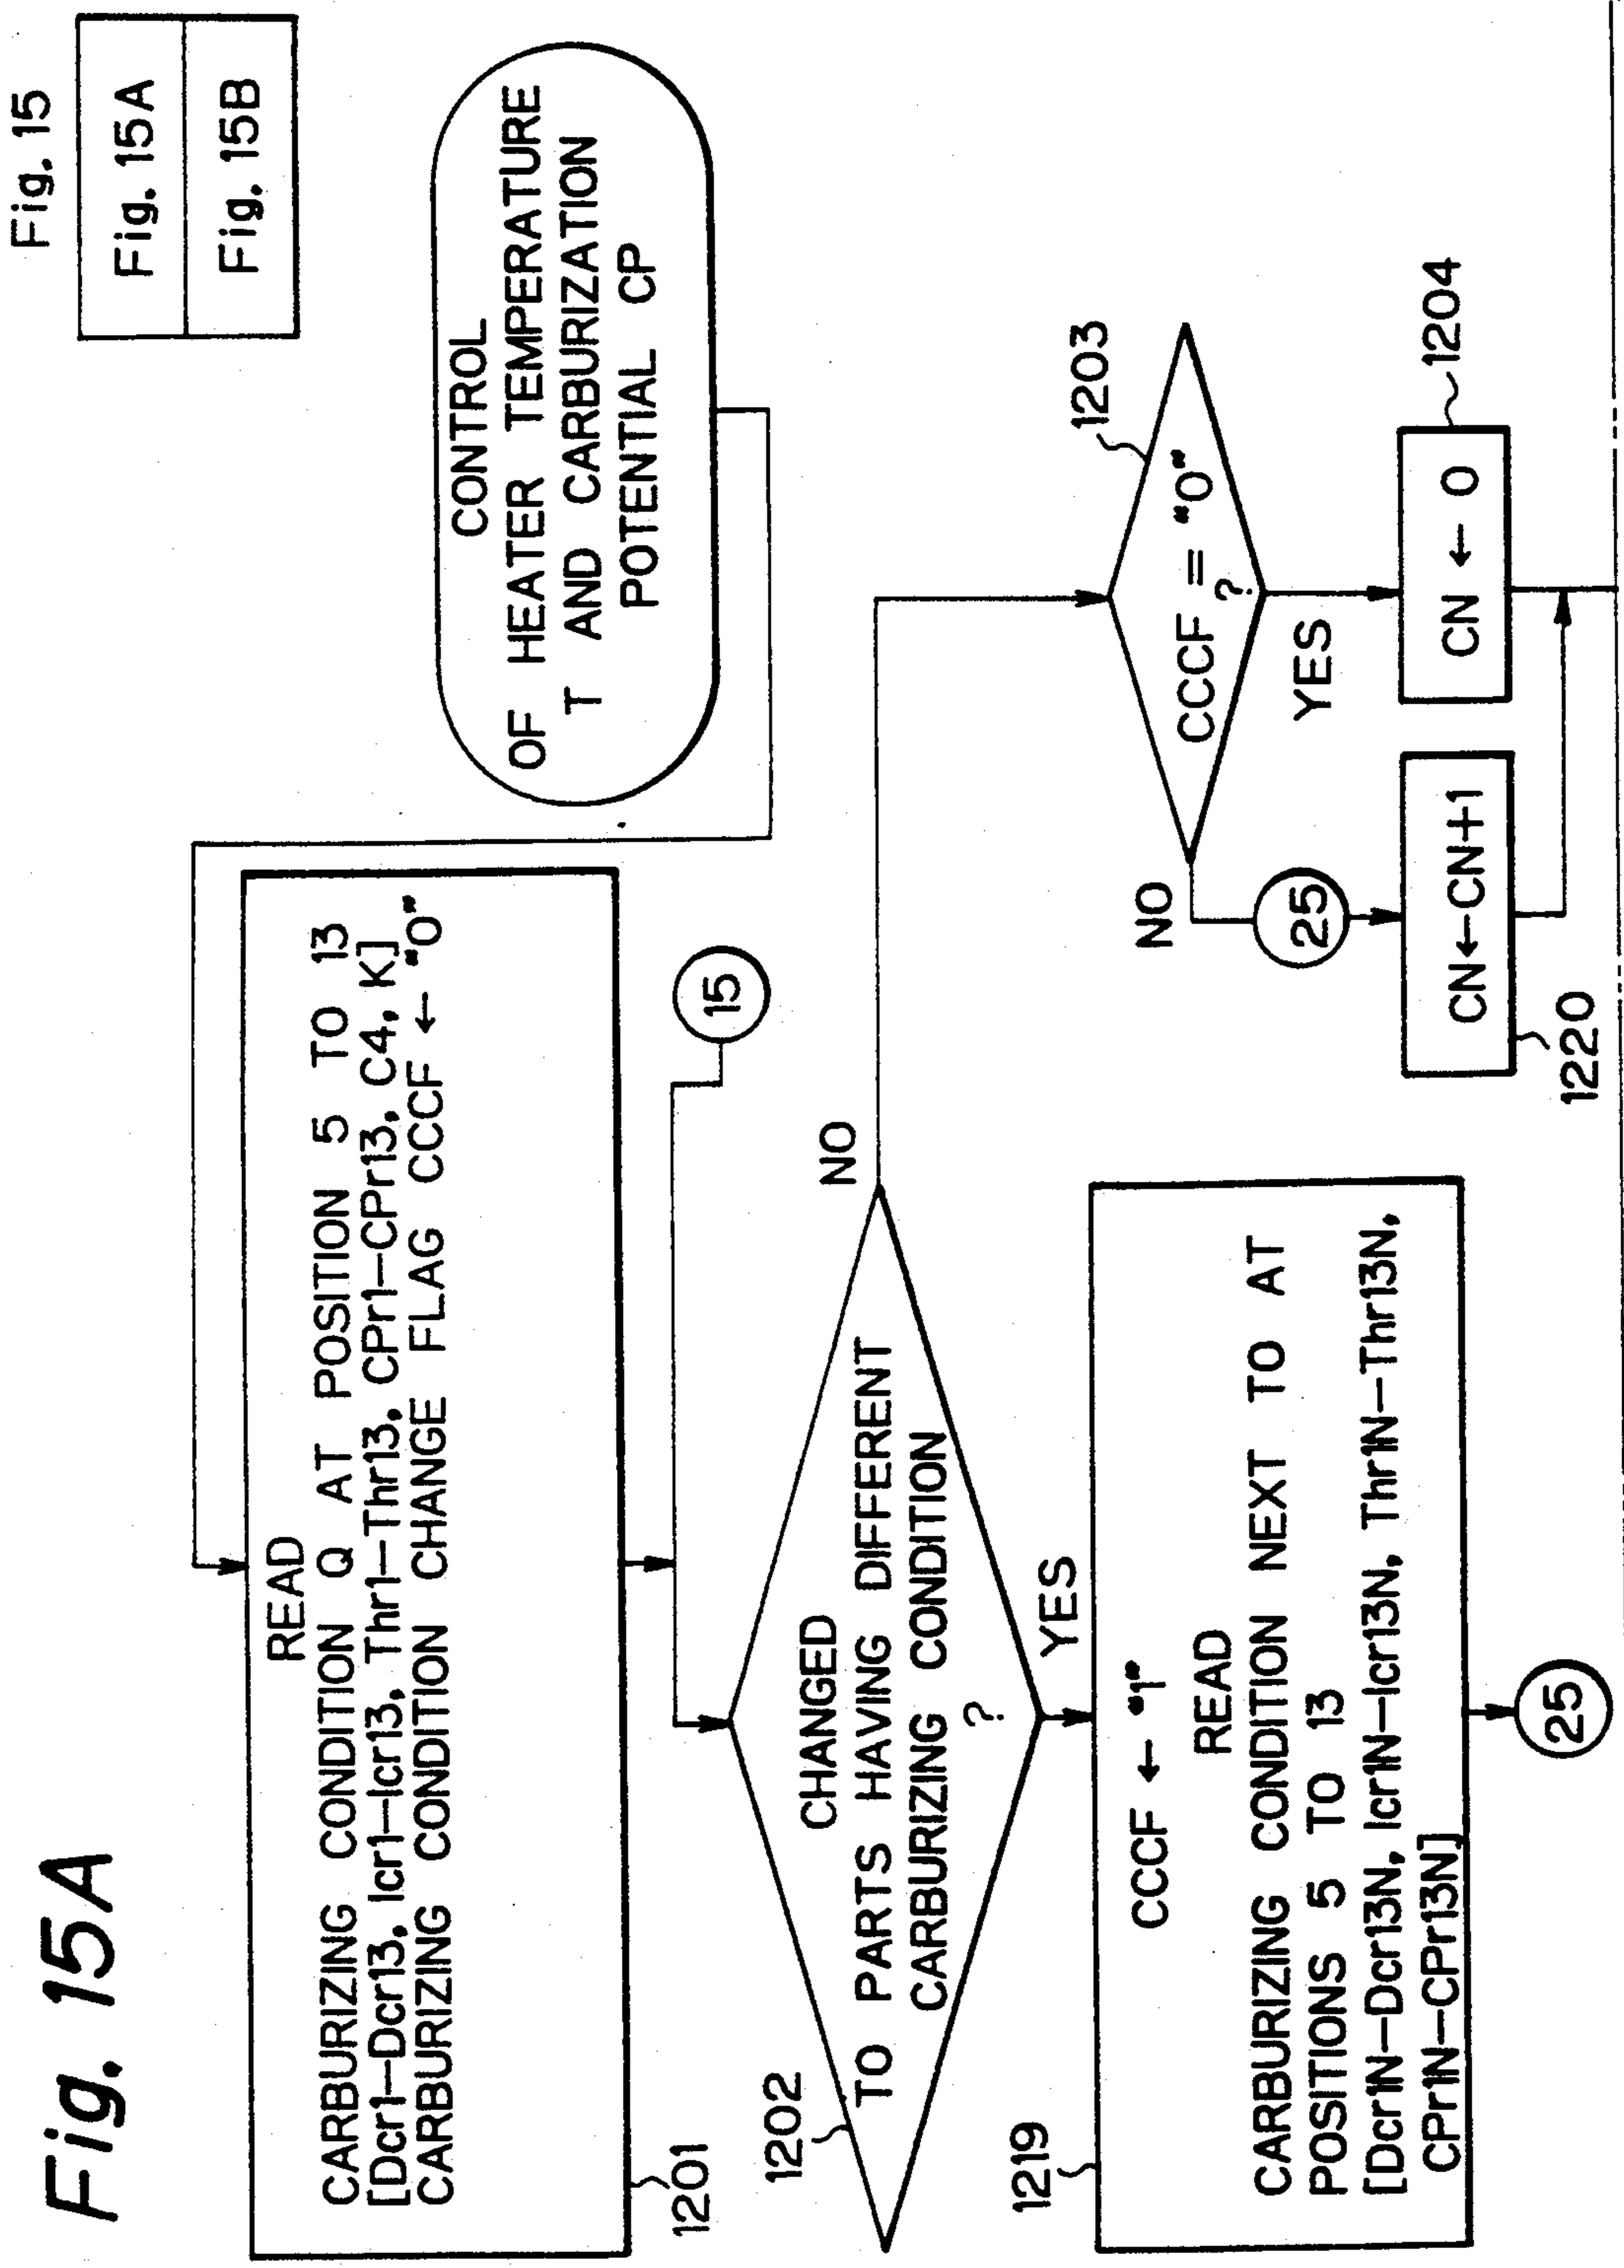 Fig. 15A
Fig. 15
Fig. 15A
Fig. 15B
CONTROL
OF HEATER TEMPERATURE
T AND CARBURIZATION
POTENTIAL CP
READ
CARBURIZING CONDITION Q AT POSITION 5 TO 13
[Dcr1–Dcr13, Icr1–Icr13, Thr1–Thr13, CPr1–CPr13, C4, K]
CARBURIZING CONDITION CHANGE FLAG CCCF ← "0"
1201
15
1202
CHANGED
TO PARTS HAVING DIFFERENT
CARBURIZING CONDITION
?
NO
YES
1203
CCCF = "0"
?
NO
YES
25
1219
CCCF ← "1"
READ
CARBURIZING CONDITION NEXT TO AT
POSITIONS 5 TO 13
[Dcr1N–Dcr13N, Icr1N–Icr13N, Thr1N–Thr13N,
CPr1N–CPr13N]
25
1220
CN←CN+1
CN ← 0
1204